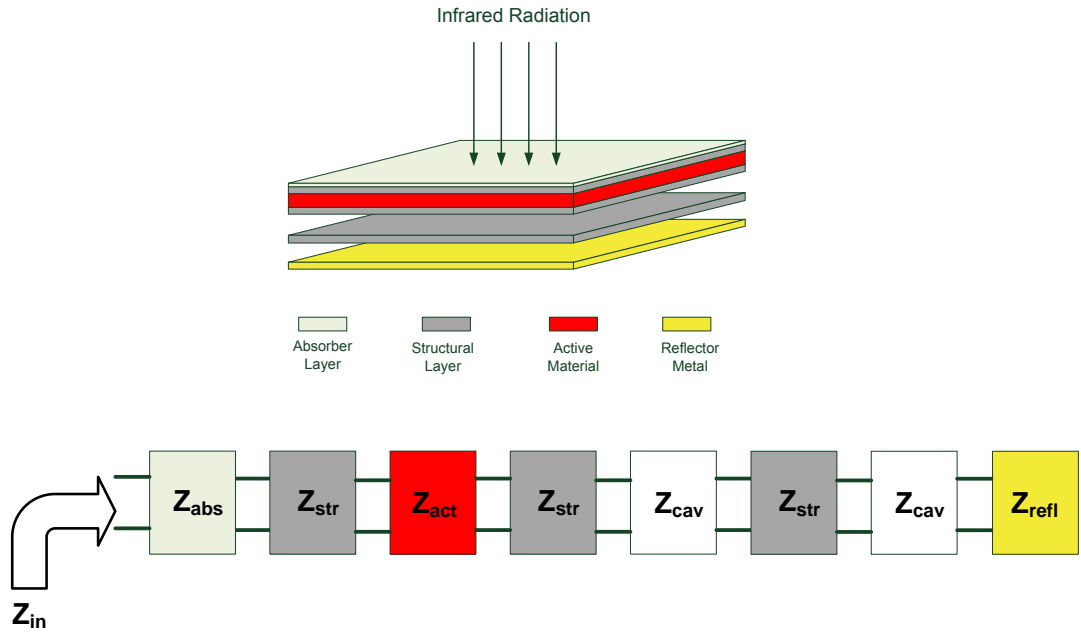 Infrared Radiation
Absorber
Layer
Structural
Layer
Active
Material
Reflector
Metal
Zabs
Zstr
Zact
Zstr
Zcav
Zstr
Zcav
Zrefl
Zin